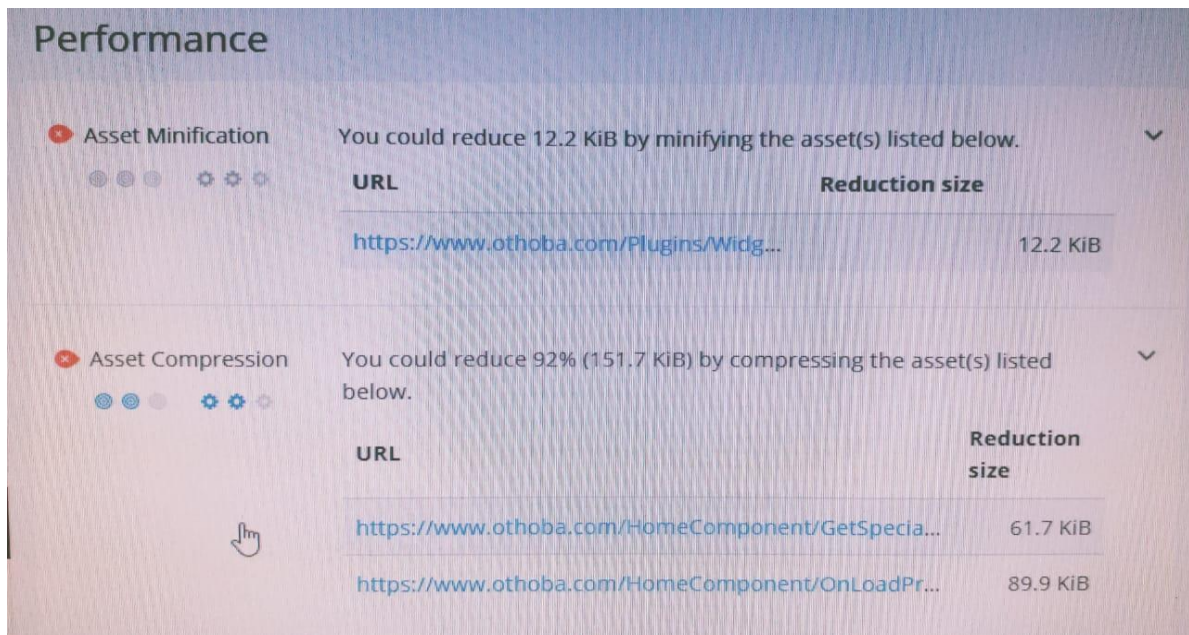 Performance
Asset Minification
You could reduce 12.2 KiB by minifying the asset(s) listed below.
URL Reduction size
https://www.othoba.com/Plugins/Widg... 12.2 KiB
Asset Compression
You could reduce 92% (151.7 KiB) by compressing the asset(s) listed
below.
URL Reduction
size
https://www.othoba.com/HomeComponent/GetSpecia... 61.7 KiB
https://www.othoba.com/HomeComponent/OnLoadPr... 89.9 KiB